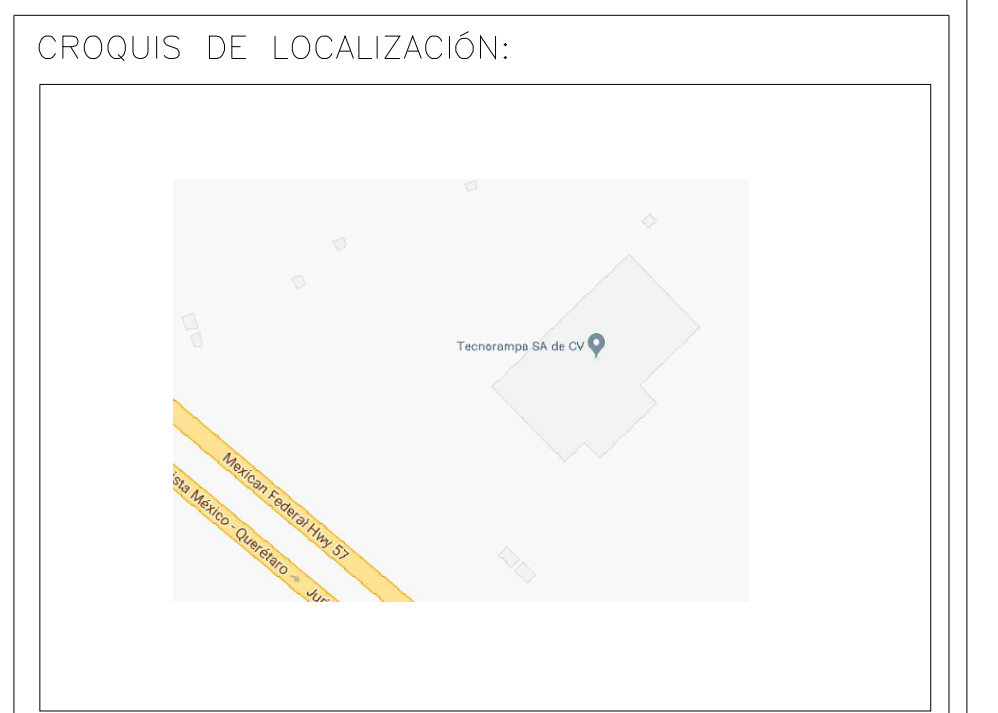 CROQUIS DE LOCALIZACIÓN:
Tecnorampa SA de CV
Mexican Federal Hwy 57
ista México - Querétaro